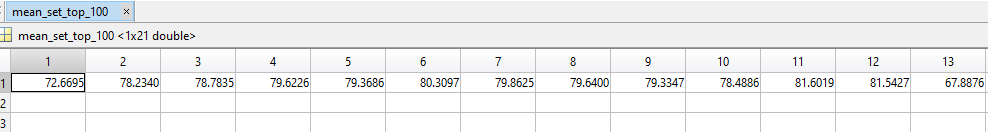 mean_set_top_100 ×
mean_set_top_100 <1x21 double>
1 2 3 4 5 6 7 8 9 10 11 12 13
1 72.6695 78.2340 78.7835 79.6226 79.3686 80.3097 79.8625 79.6400 79.3347 78.4886 81.6019 81.5427 67.8876
2
3